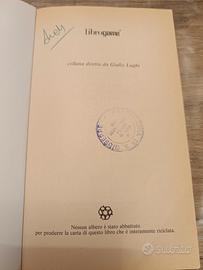 librogame
collana diretta da Giulio Lughi
Nessun albero è stato abbattuto
per produrre la carta di questo libro che è interamente riciclata.
Subito